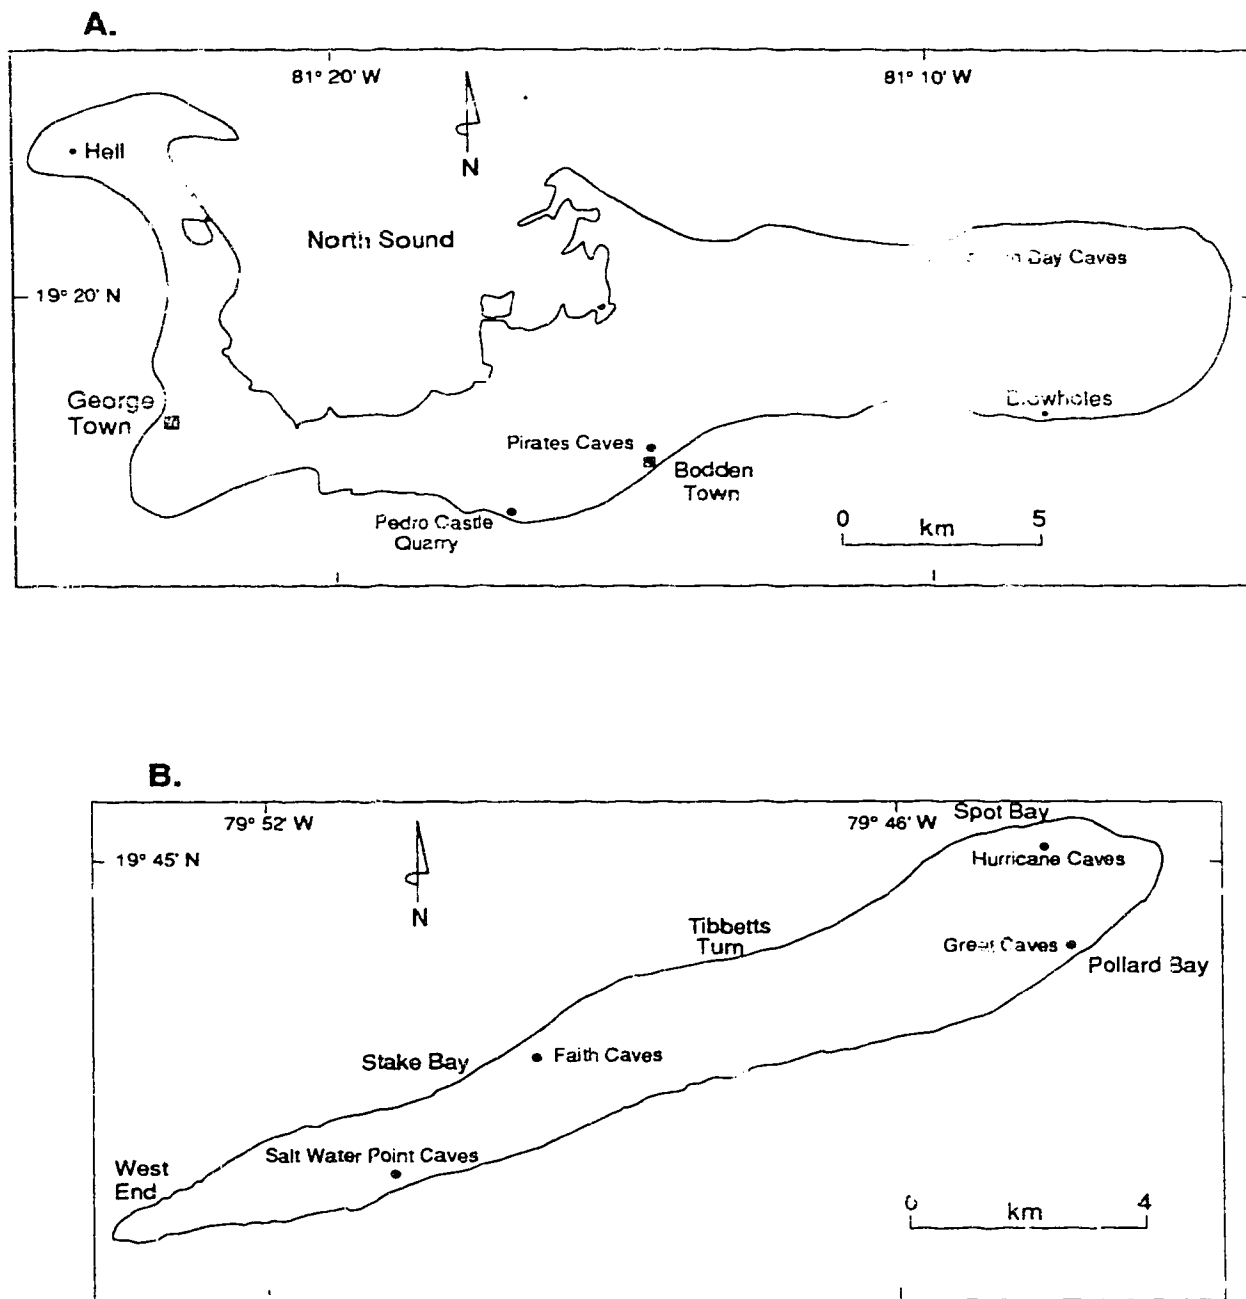 A.
81° 20' W
81° 10' W
Hell
N
North Sound
Bay Caves
19° 20' N
George
Town
Blowholes
Pirates Caves
Bodden
Town
Pedro Castle
Quarry
0 km 5
B.
79° 52' W
79° 46' W
Spot Bay
19° 45' N
Hurricane Caves
N
Tibbetts
Turn
Great Caves
Pollard Bay
Stake Bay
Faith Caves
Salt Water Point Caves
West
End
0 km 4